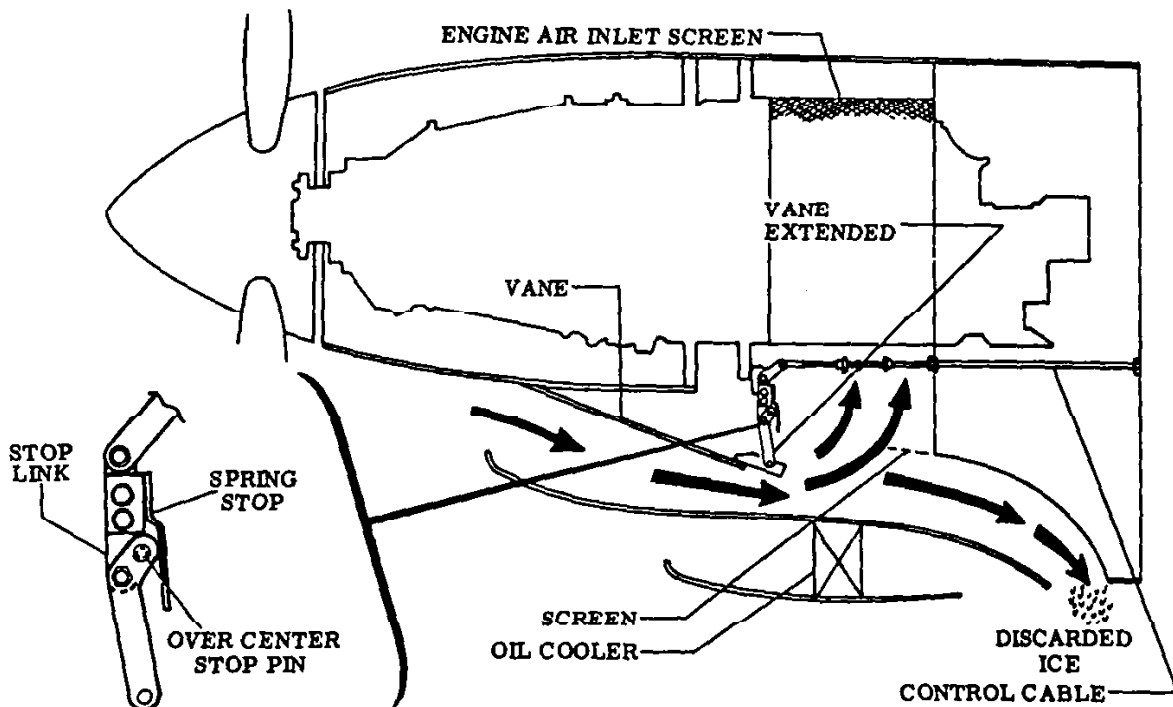 ENGINE AIR INLET SCREEN
VANE
EXTENDED
VANE
STOP
LINK
SPRING
STOP
OVER CENTER
STOP PIN
SCREEN
OIL COOLER
DISCARDED
ICE
CONTROL CABLE